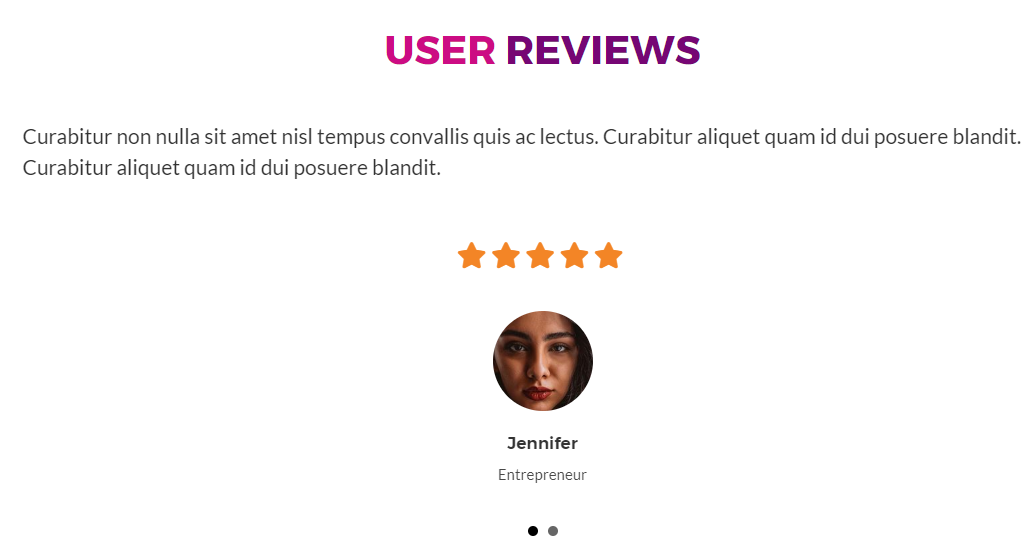 USER REVIEWS
Curabitur non nulla sit amet nisl tempus convallis quis ac lectus. Curabitur aliquet quam id dui posuere blandit.
Curabitur aliquet quam id dui posuere blandit.
Jennifer
Entrepreneur